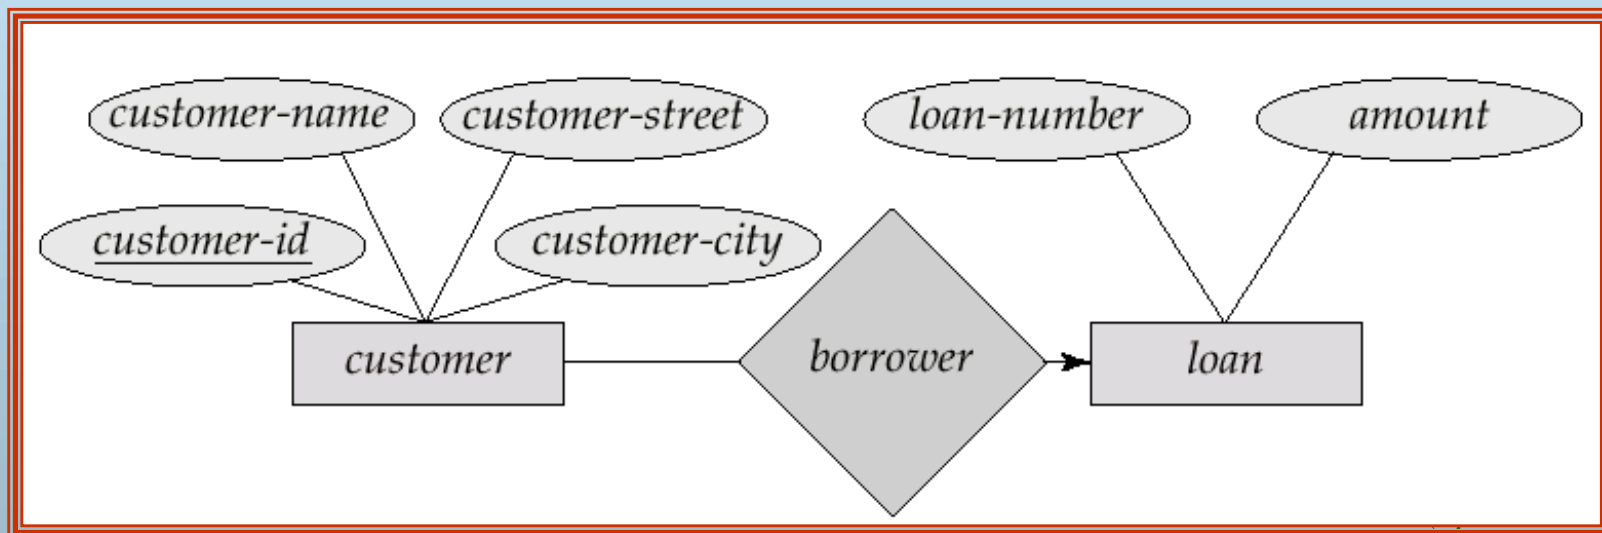 customer-name
customer-street
loan-number
amount
customer-id
customer-city
customer
borrower
loan